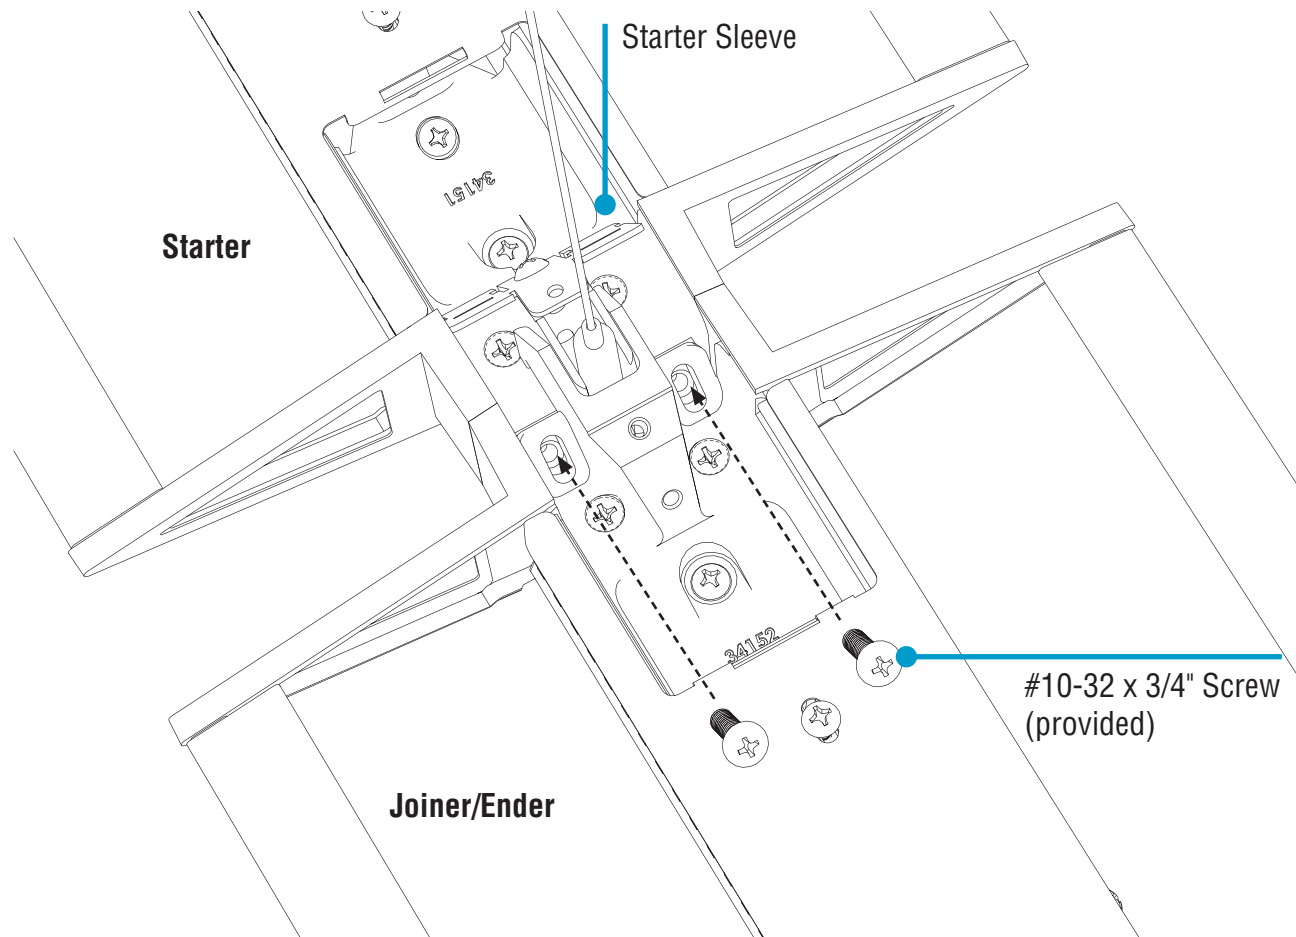 Starter Sleeve
34151
Starter
34152
#10-32 x 3/4" Screw
(provided)
Joiner/Ender